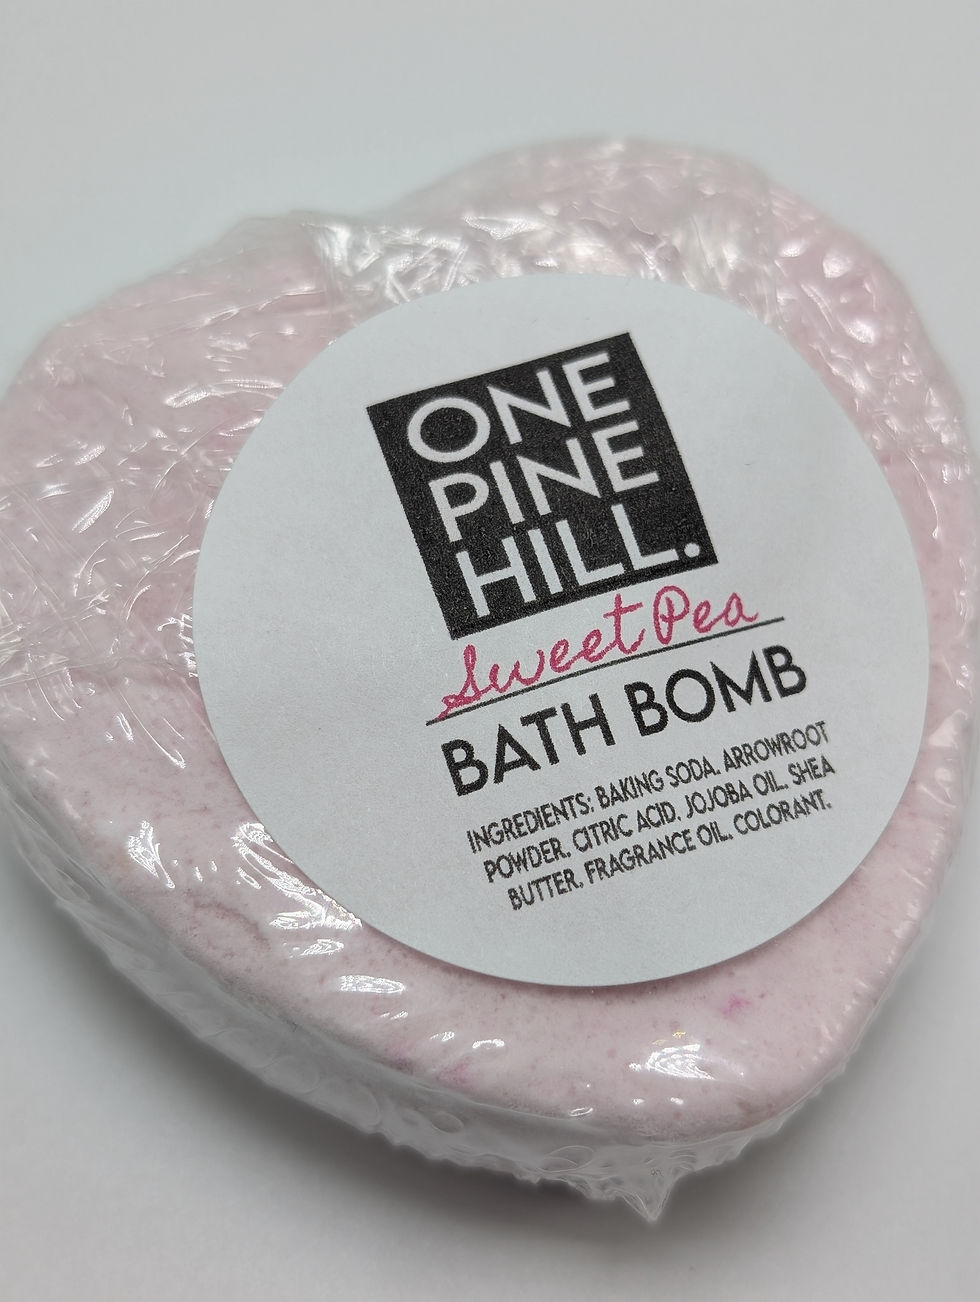 ONE
PINE
HILL.
Sweet Pea
BATH BOMB
INGREDIENTS: BAKING SODA, ARROWROOT
POWDER, CITRIC ACID, JOJOBA OIL, SHEA
BUTTER, FRAGRANCE OIL, COLORANT.